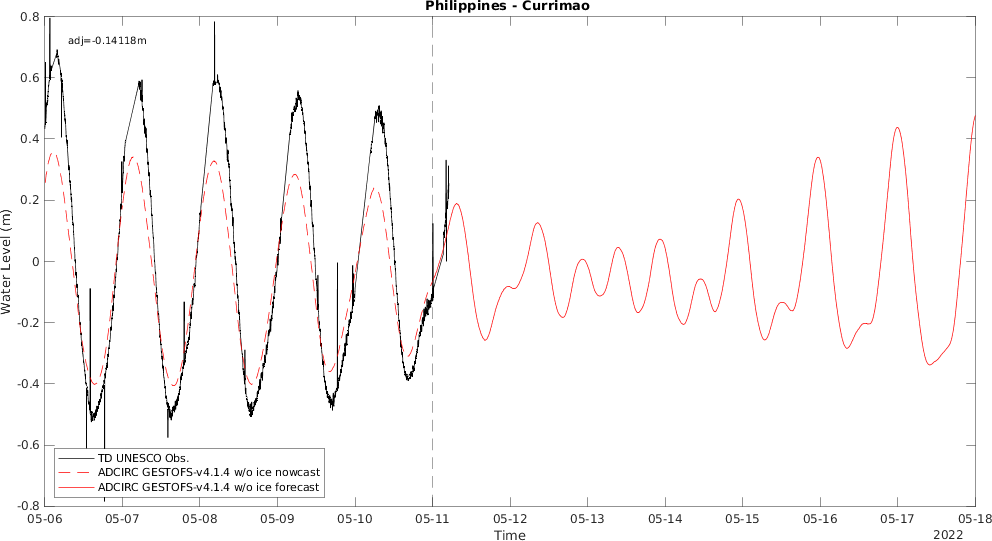 Philippines - Currimao
adj=-0.14118m
0.8
0.6
0.4
0.2
0
-0.2
-0.4
-0.6
-0.8
Water Level (m)
TD UNESCO Obs.
ADCIRC GESTOFS-v4.1.4 w/o ice nowcast
ADCIRC GESTOFS-v4.1.4 w/o ice forecast
05-06 05-07 05-08 05-09 05-10 05-11 05-12 05-13 05-14 05-15 05-16 05-17 05-18
Time
2022